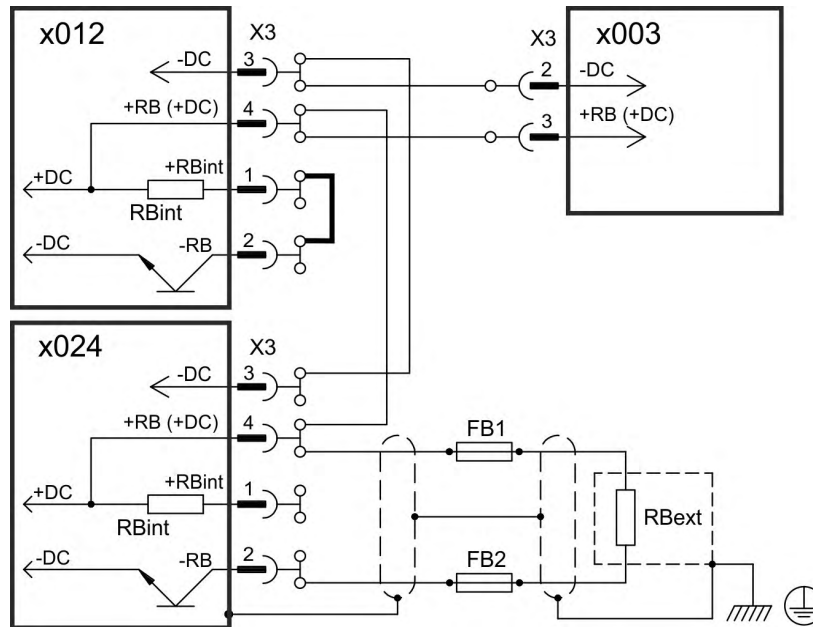 x012
X3
-DC
3
+RB (+DC)
4
+DC
+RBint
1
RBint
-DC
-RB
2
X3
x003
2
-DC
3
+RB (+DC)
x024
X3
-DC
3
+RB (+DC)
4
+DC
+RBint
1
RBint
-DC
-RB
2
FB1
RBext
FB2